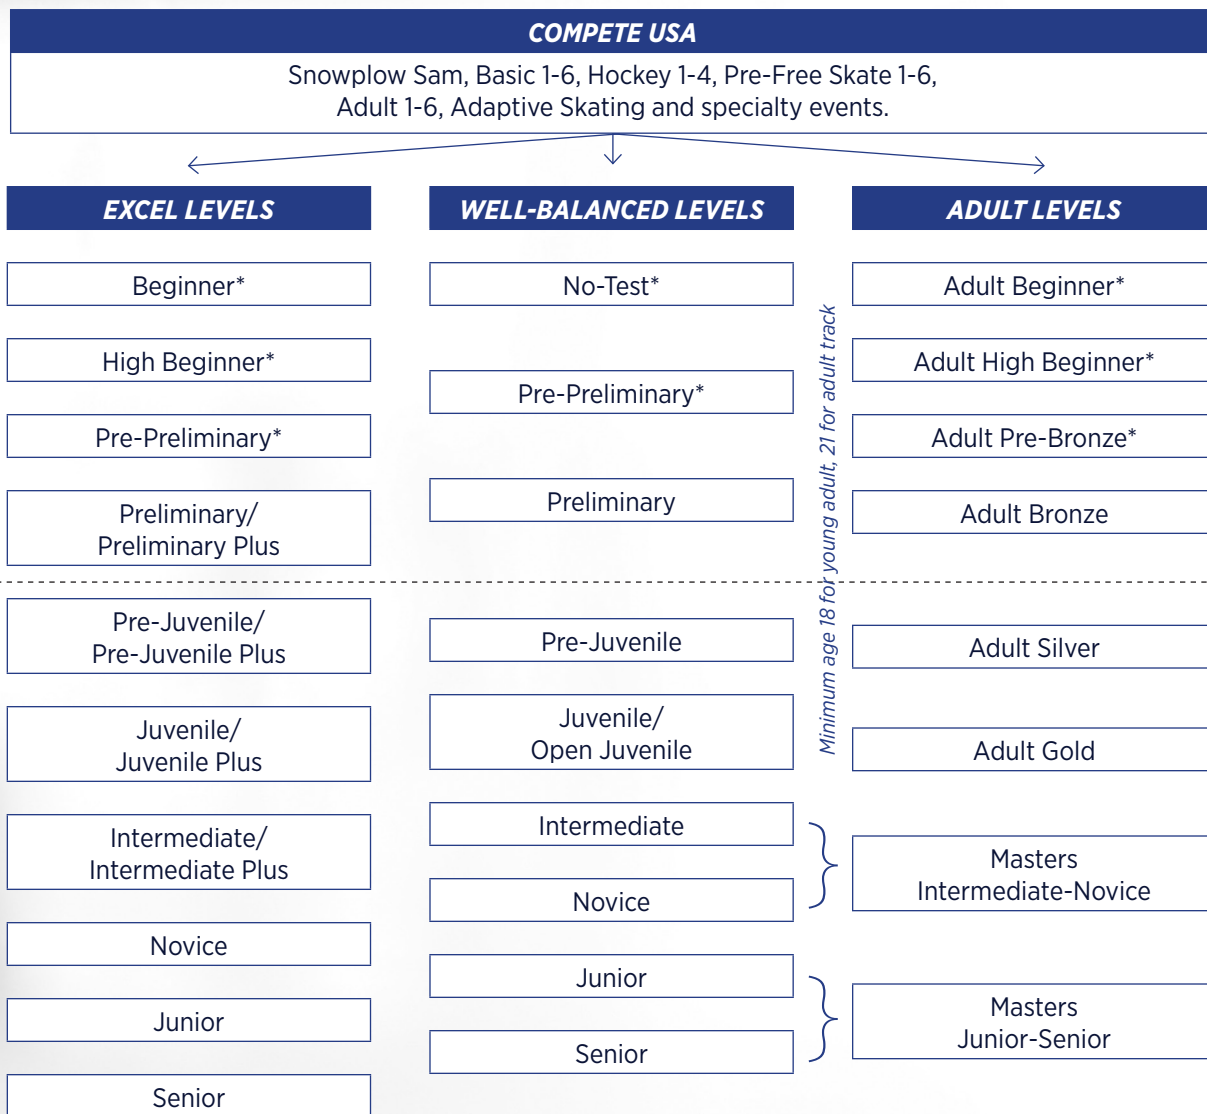 COMPETE USA
Snowplow Sam, Basic 1-6, Hockey 1-4, Pre-Free Skate 1-6,
Adult 1-6, Adaptive Skating and specialty events.
EXCEL LEVELS
Beginner*
High Beginner*
Pre-Preliminary*
Preliminary/
Preliminary Plus
Pre-Juvenile/
Pre-Juvenile Plus
Juvenile/
Juvenile Plus
Intermediate/
Intermediate Plus
Novice
Junior
Senior
WELL-BALANCED LEVELS
No-Test*
Pre-Preliminary*
Preliminary
Pre-Juvenile
Juvenile/
Open Juvenile
Intermediate
Novice
Junior
Senior
Minimum age 18 for young adult, 21 for adult track
ADULT LEVELS
Adult Beginner*
Adult High Beginner*
Adult Pre-Bronze*
Adult Bronze
Adult Silver
Adult Gold
Masters
Intermediate-Novice
Masters
Junior-Senior